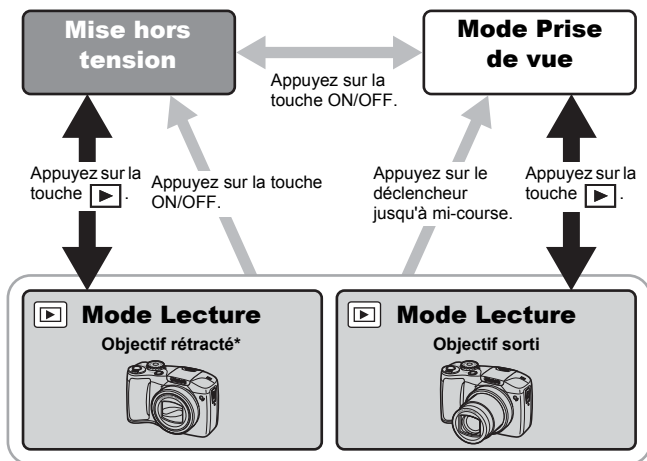 Mise hors
tension
Mode Prise
de vue
Appuyez sur la
touche ON/OFF.
Appuyez sur la
touche .
Appuyez sur la touche
ON/OFF.
Appuyez sur le
déclencheur
jusqu'à mi-course.
Appuyez sur la
touche .
Mode Lecture
Objectif rétracté*
Mode Lecture
Objectif sorti